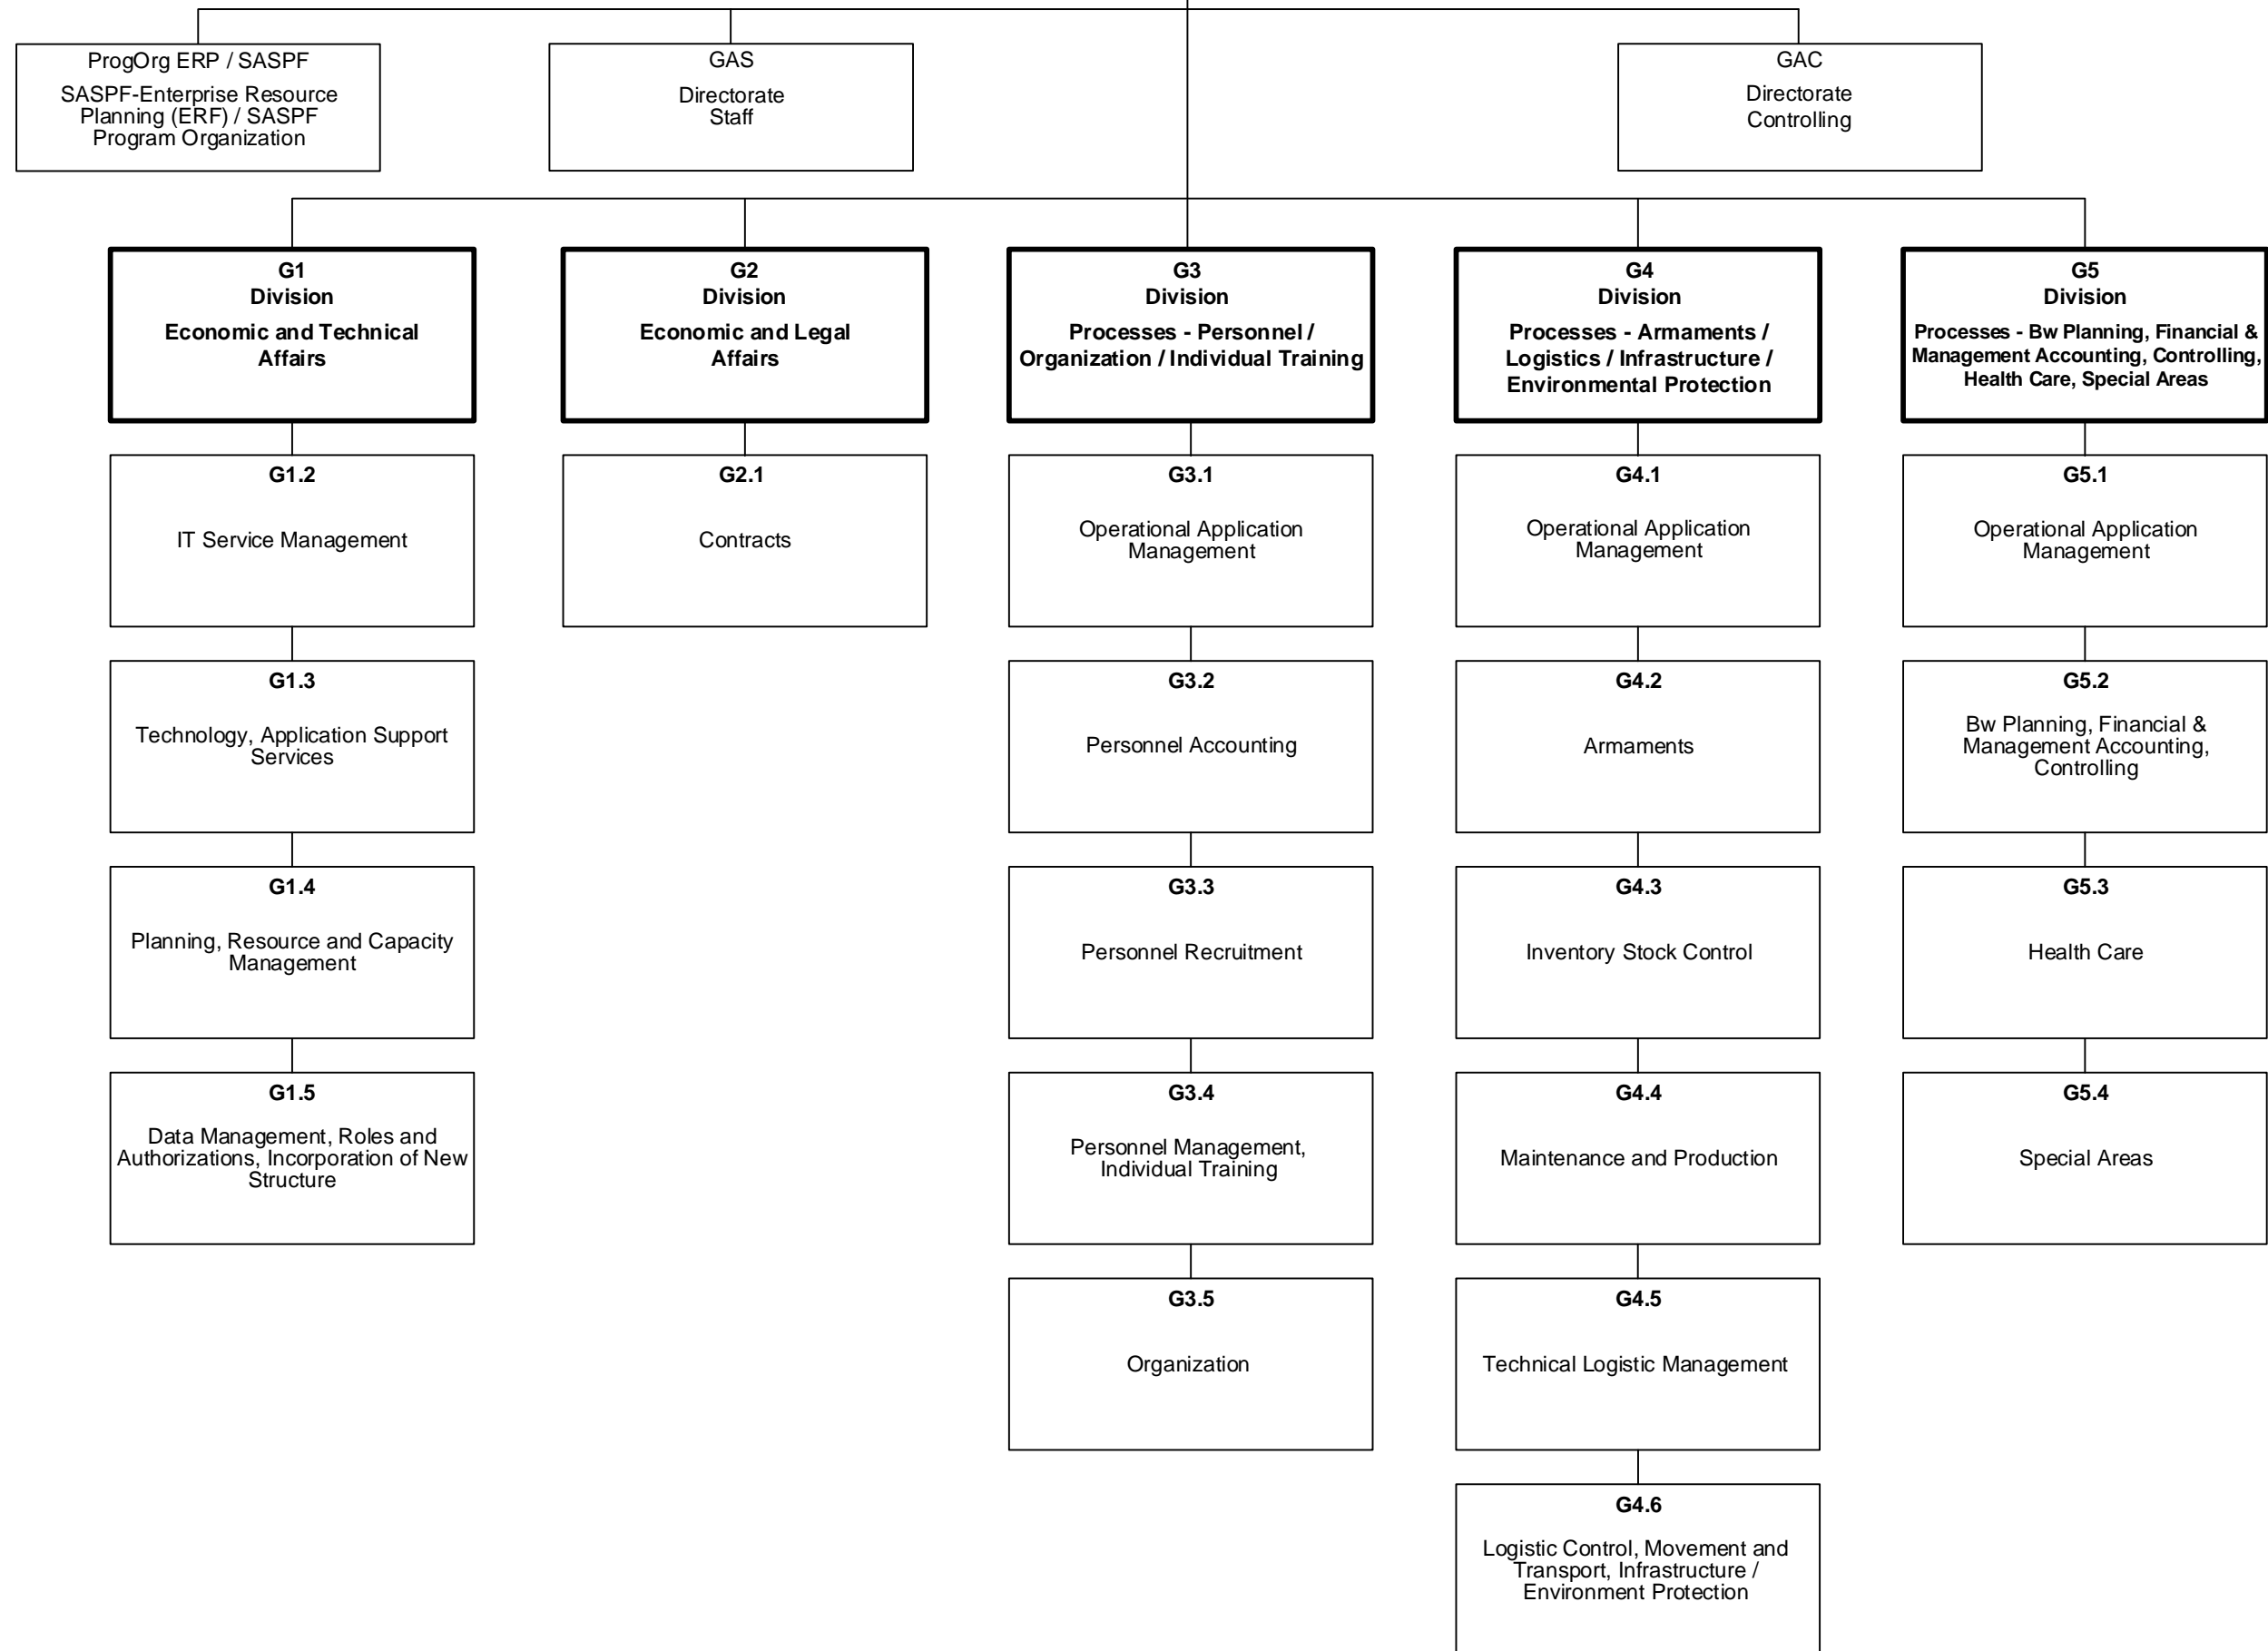 ProgOrg ERP / SASPF
SASPF-Enterprise Resource
Planning (ERF) / SASPF
Program Organization
GAS
Directorate
Staff
GAC
Directorate
Controlling
G1
Division
Economic and Technical
Affairs
G2
Division
Economic and Legal
Affairs
G3
Division
Processes - Personnel /
Organization / Individual Training
G4
Division
Processes - Armaments /
Logistics / Infrastructure /
Environmental Protection
G5
Division
Processes - Bw Planning, Financial &
Management Accounting, Controlling,
Health Care, Special Areas
G1.2
IT Service Management
G2.1
Contracts
G3.1
Operational Application
Management
G4.1
Operational Application
Management
G5.1
Operational Application
Management
G1.3
Technology, Application Support
Services
G3.2
Personnel Accounting
G4.2
Armaments
G5.2
Bw Planning, Financial &
Management Accounting,
Controlling
G1.4
Planning, Resource and Capacity
Management
G3.3
Personnel Recruitment
G4.3
Inventory Stock Control
G5.3
Health Care
G1.5
Data Management, Roles and
Authorizations, Incorporation of New
Structure
G3.4
Personnel Management,
Individual Training
G4.4
Maintenance and Production
G5.4
Special Areas
G3.5
Organization
G4.5
Technical Logistic Management
G4.6
Logistic Control, Movement and
Transport, Infrastructure /
Environment Protection